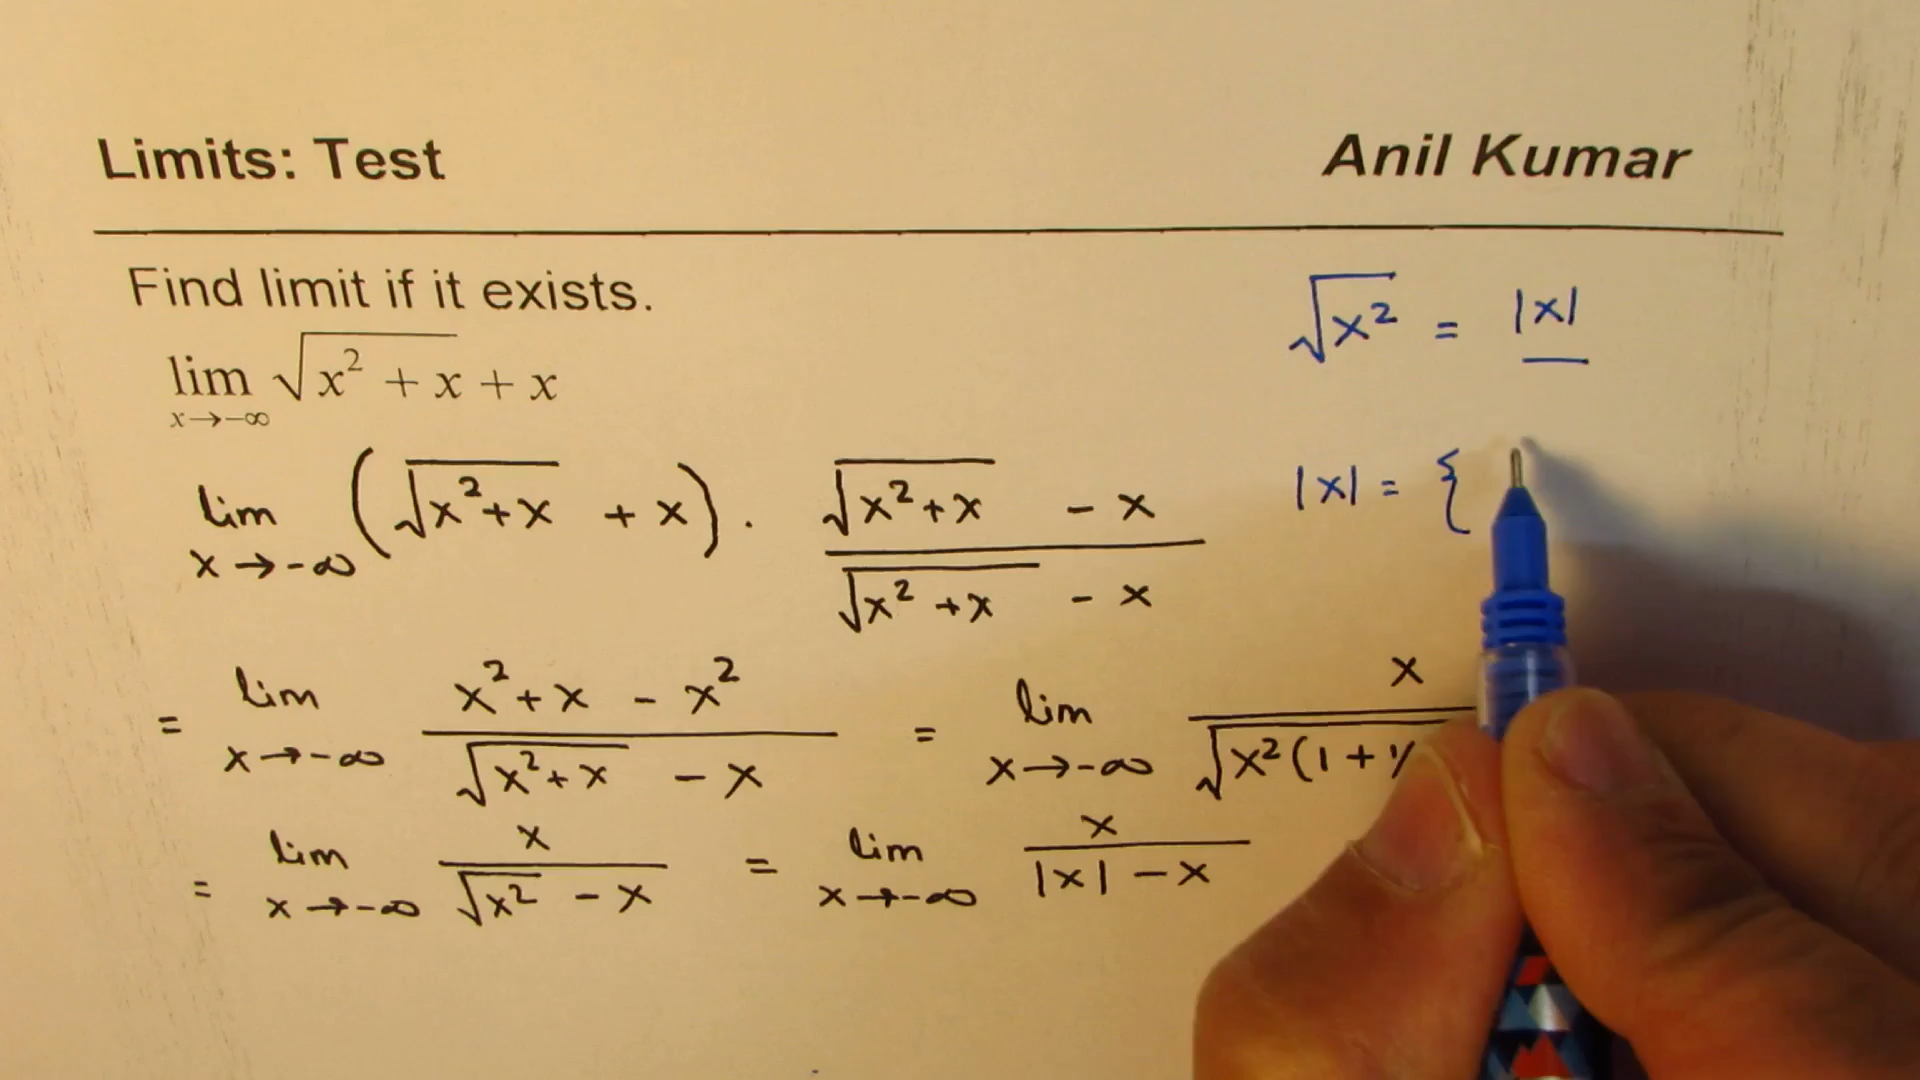 Limits: Test Anil Kumar
Find limit if it exists.
lim x→-∞ √(x² + x) + x
√x² = |x|
lim x→-∞ (√(x²+x) + x) · (√(x²+x) - x)/(√(x²+x) - x)
|x| = {
= lim x→-∞ (x²+x - x²)/(√(x²+x) - x) = lim x→-∞ x/√x²(1+1/
= lim x→-∞ x/(√x² - x) = lim x→-∞ x/(|x| - x)